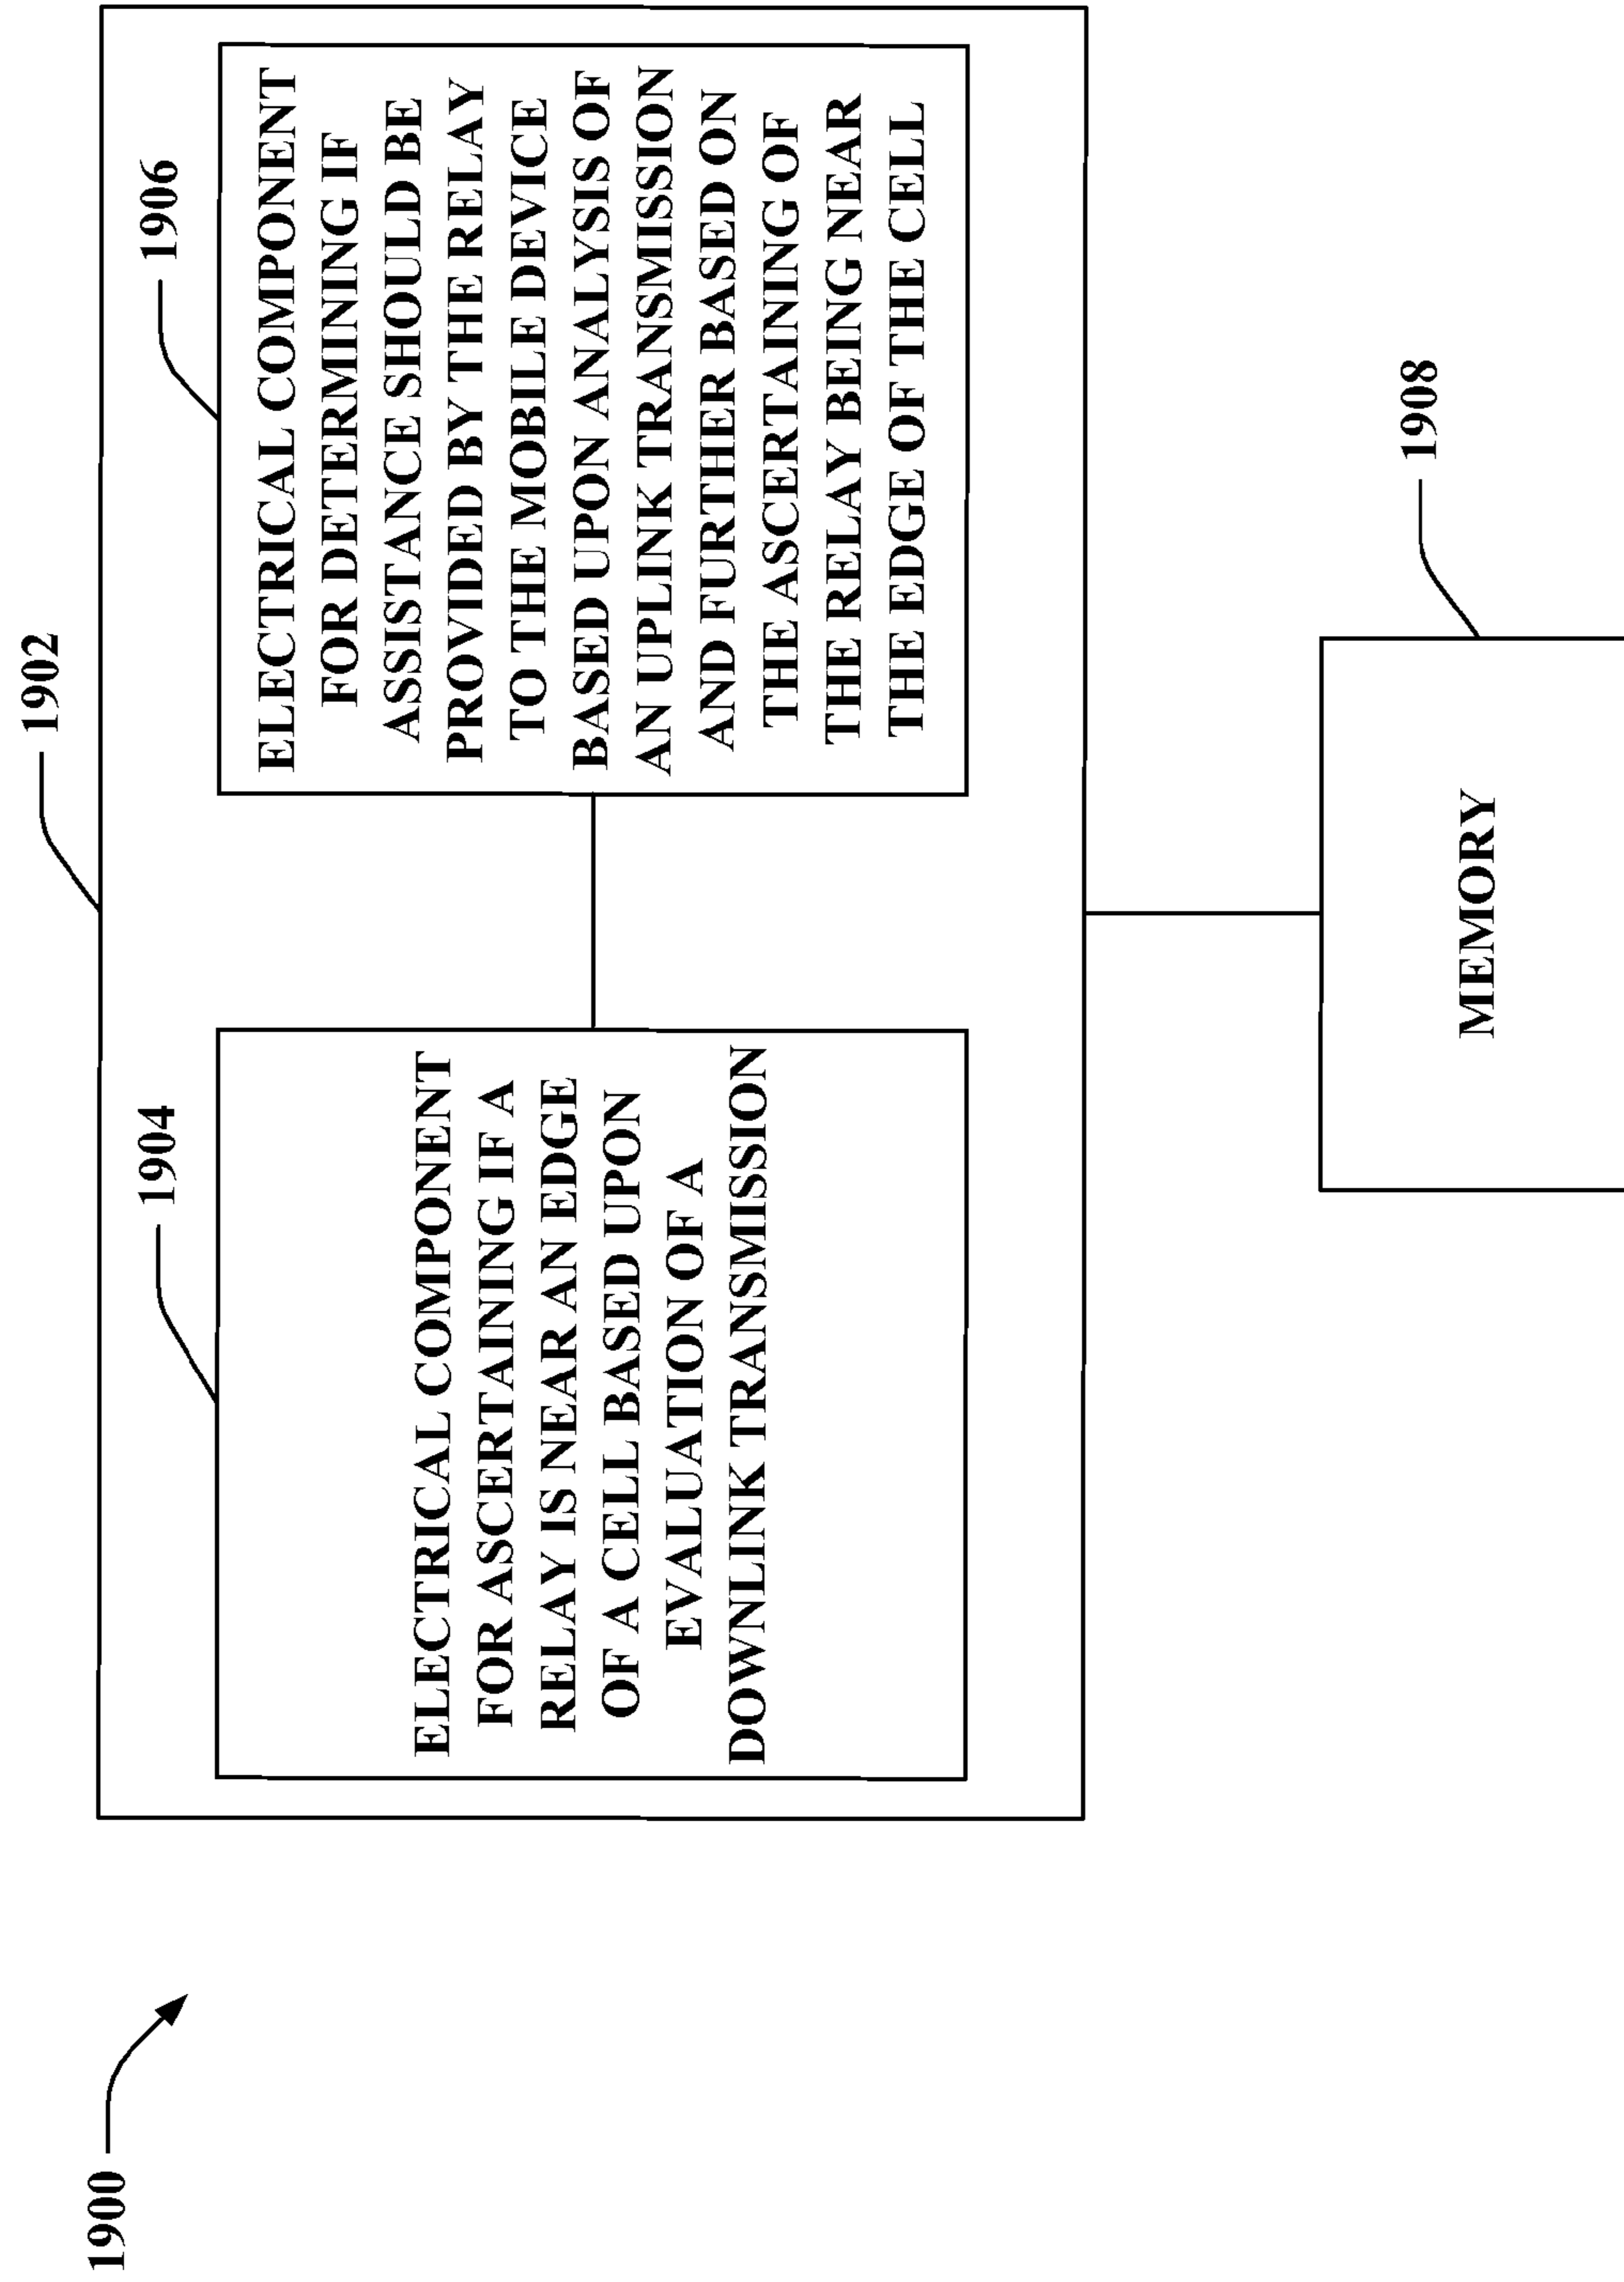 1900
1902
1904
ELECTRICAL COMPONENT
FOR ASCERTAINING IF A
RELAY IS NEAR AN EDGE
OF A CELL BASED UPON
EVALUATION OF A
DOWNLINK TRANSMISSION
1906
ELECTRICAL COMPONENT
FOR DETERMINING IF
ASSISTANCE SHOULD BE
PROVIDED BY THE RELAY
TO THE MOBILE DEVICE
BASED UPON ANALYSIS OF
AN UPLINK TRANSMISSION
AND FURTHER BASED ON
THE ASCERTAINING OF
THE RELAY BEING NEAR
THE EDGE OF THE CELL
1908
MEMORY